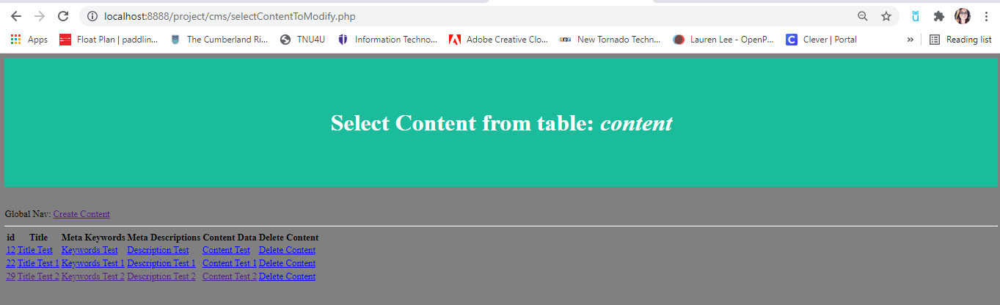 localhost:8888/project/cms/selectContentToModify.php
Apps Float Plan | paddlin... The Cumberland Ri... TNU4U Information Techno... Adobe Creative Clo... New Tornado Techn... Lauren Lee - OpenP... C Clever | Portal » Reading list
Select Content from table: content
Global Nav: Create Content
id Title Meta Keywords Meta Descriptions Content Data Delete Content
12 Title Test Keywords Test Description Test Content Test Delete Content
22 Title Test 1 Keywords Test 1 Description Test 1 Content Test 1 Delete Content
29 Title Test 2 Keywords Test 2 Description Test 2 Content Test 2 Delete Content